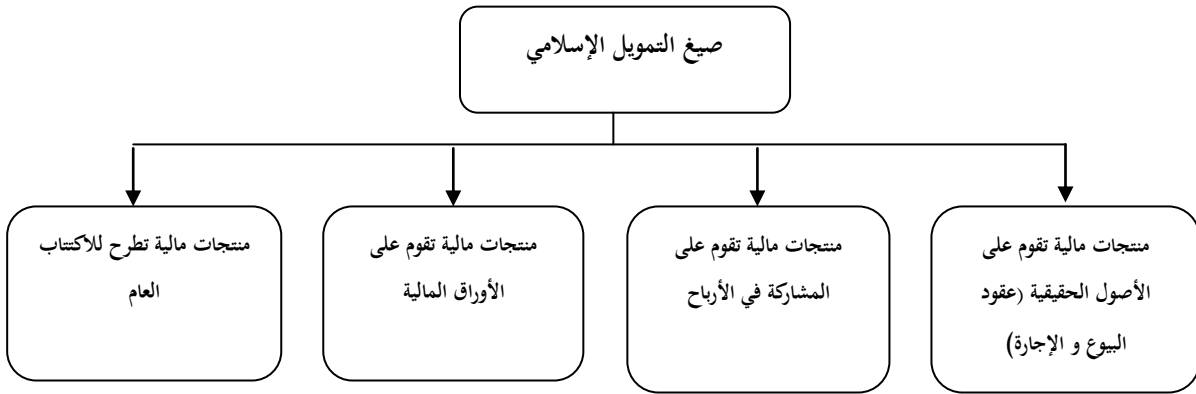 صيغ التمويل الإسلامي
منتجات مالية تقوم على
الأصول الحقيقية (عقود
البيوع و الإجارة)
منتجات مالية تقوم على
المشاركة في الأرباح
منتجات مالية تقوم على
الأوراق المالية
منتجات مالية تطرح للاكتتاب
العام